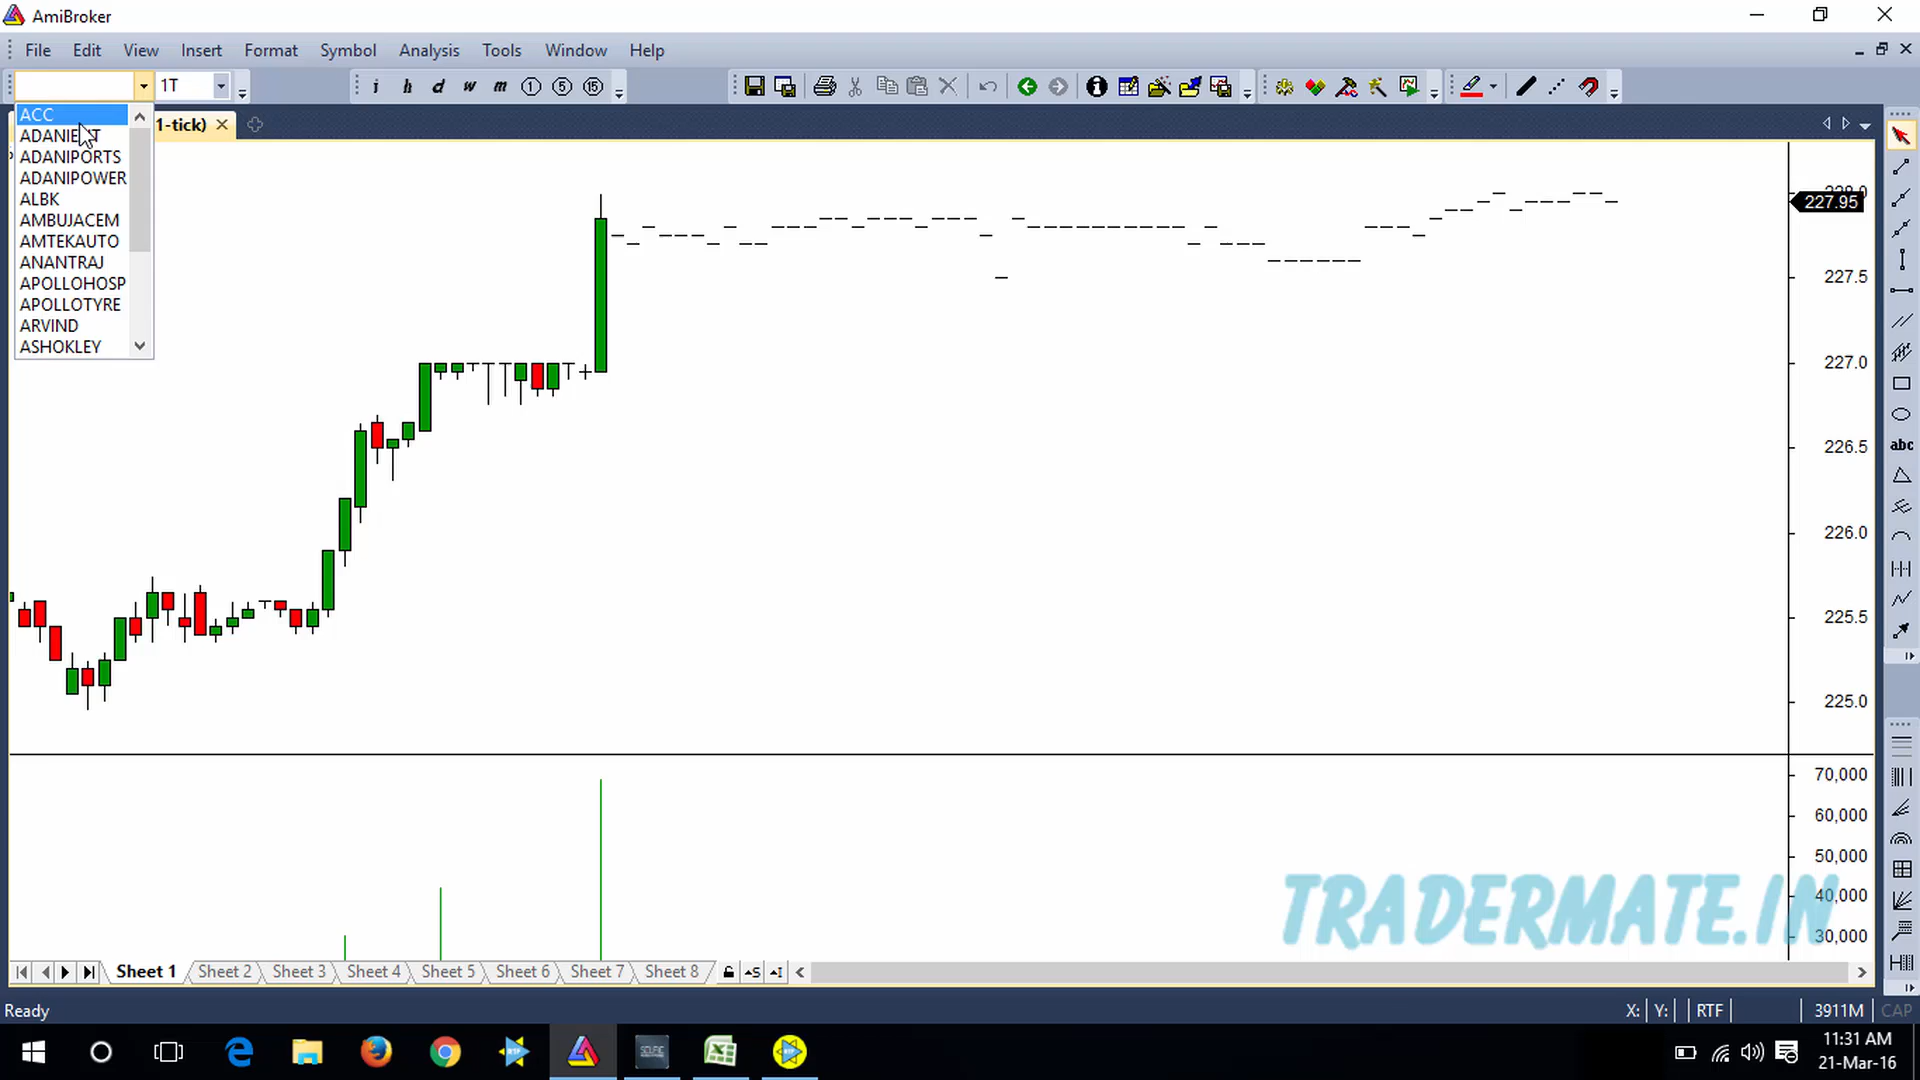 AmiBroker
File Edit View Insert Format Symbol Analysis Tools Window Help
1T i h d w m 1 5 15
ACC
1-tick)
ADANIPORTS
ADANIPOWER
ALBK
AMBUJACEM
AMTEKAUTO
ANANTRAJ
APOLLOHOSP
APOLLOTYRE
ARVIND
ASHOKLEY
227.95
227.5
227.0
226.5
226.0
225.5
225.0
abc
70,000
60,000
50,000
40,000
30,000
TRADERMATE.IN
Sheet 1 Sheet 2 Sheet 3 Sheet 4 Sheet 5 Sheet 6 Sheet 7 Sheet 8
Ready X: Y: RTF 3911M CAP
11:31 AM
21-Mar-16